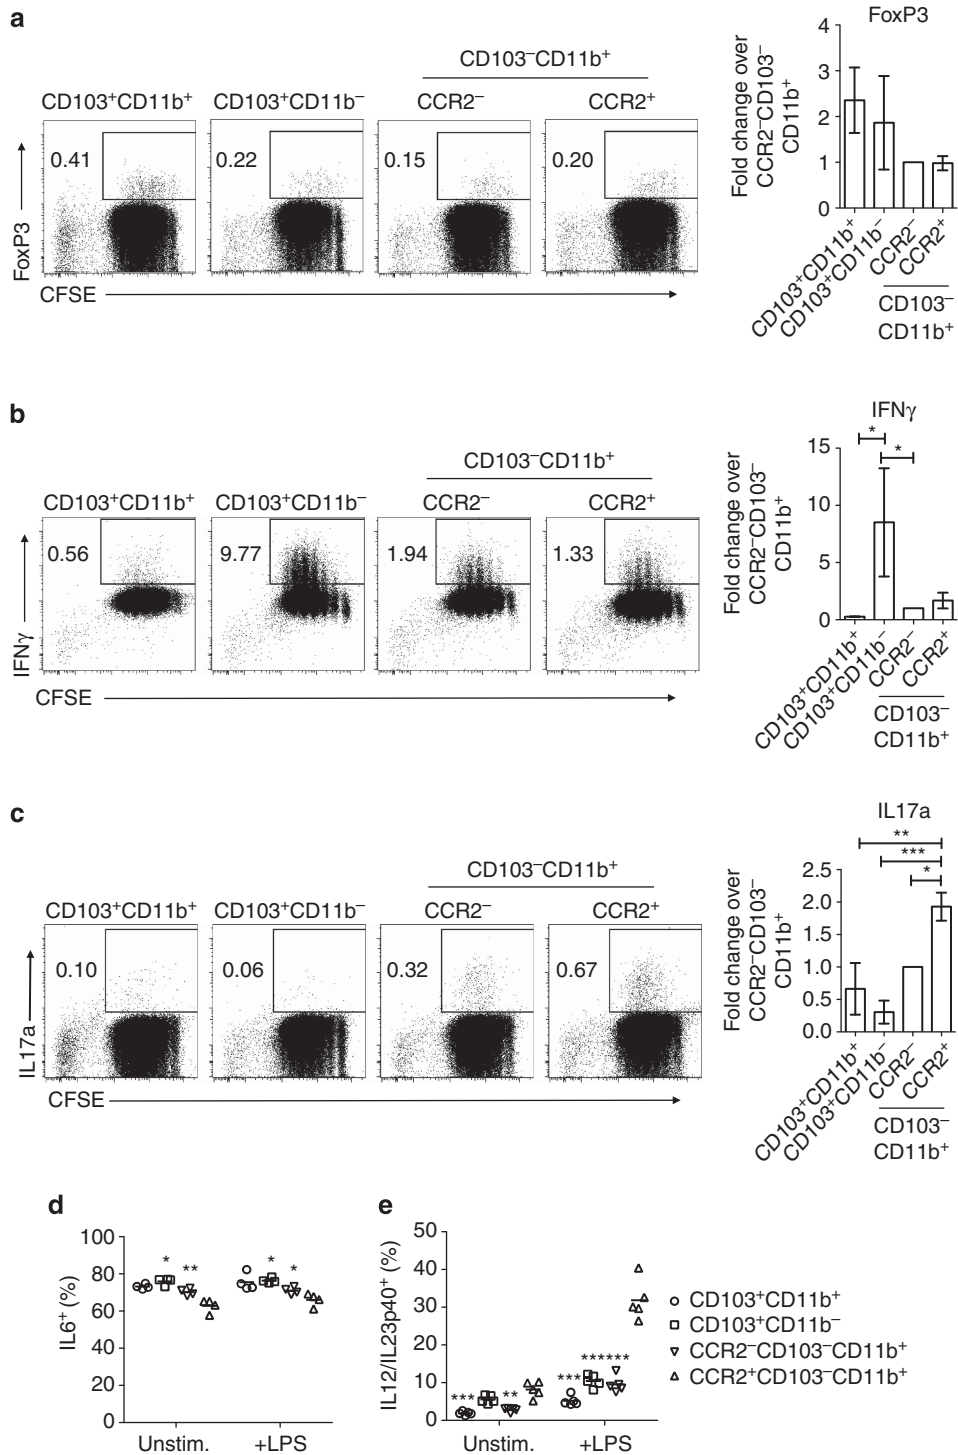 a
FoxP3
CD103⁻CD11b⁺
CD103⁺CD11b⁺
CD103⁺CD11b⁻
CCR2⁻
CCR2⁺
0.41
0.22
0.15
0.20
FoxP3
CFSE
Fold change over
CCR2⁻CD103⁻
CD11b⁺
4
3
2
1
0
CD103⁺CD11b⁺
CD103⁺CD11b⁻
CCR2⁻
CCR2⁺
CD103⁻
CD11b⁺
b
IFNγ
CD103⁻CD11b⁺
CD103⁺CD11b⁺
CD103⁺CD11b⁻
CCR2⁻
CCR2⁺
0.56
9.77
1.94
1.33
IFNγ
CFSE
Fold change over
CCR2⁻CD103⁻
CD11b⁺
15
10
5
0
*
*
CD103⁺CD11b⁺
CD103⁺CD11b⁻
CCR2⁻
CCR2⁺
CD103⁻
CD11b⁺
c
IL17a
CD103⁻CD11b⁺
CD103⁺CD11b⁺
CD103⁺CD11b⁻
CCR2⁻
CCR2⁺
0.10
0.06
0.32
0.67
IL17a
CFSE
Fold change over
CCR2⁻CD103⁻
CD11b⁺
**
***
*
2.5
2.0
1.5
1.0
0.5
0.0
CD103⁺CD11b⁺
CD103⁺CD11b⁻
CCR2⁻
CCR2⁺
CD103⁻
CD11b⁺
d
IL6⁺ (%)
100
80
60
40
20
0
*
**
*
*
Unstim.
+LPS
e
IL12/IL23p40⁺ (%)
50
40
30
20
10
0
***
**
***
***
***
Unstim.
+LPS
CD103⁺CD11b⁺
CD103⁺CD11b⁻
CCR2⁻CD103⁻CD11b⁺
CCR2⁺CD103⁻CD11b⁺